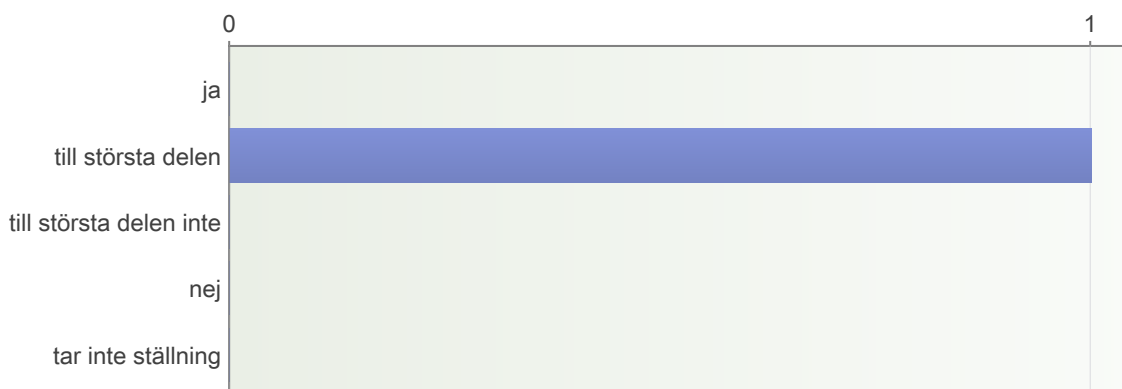 0 1
ja
till största delen
till största delen inte
nej
tar inte ställning